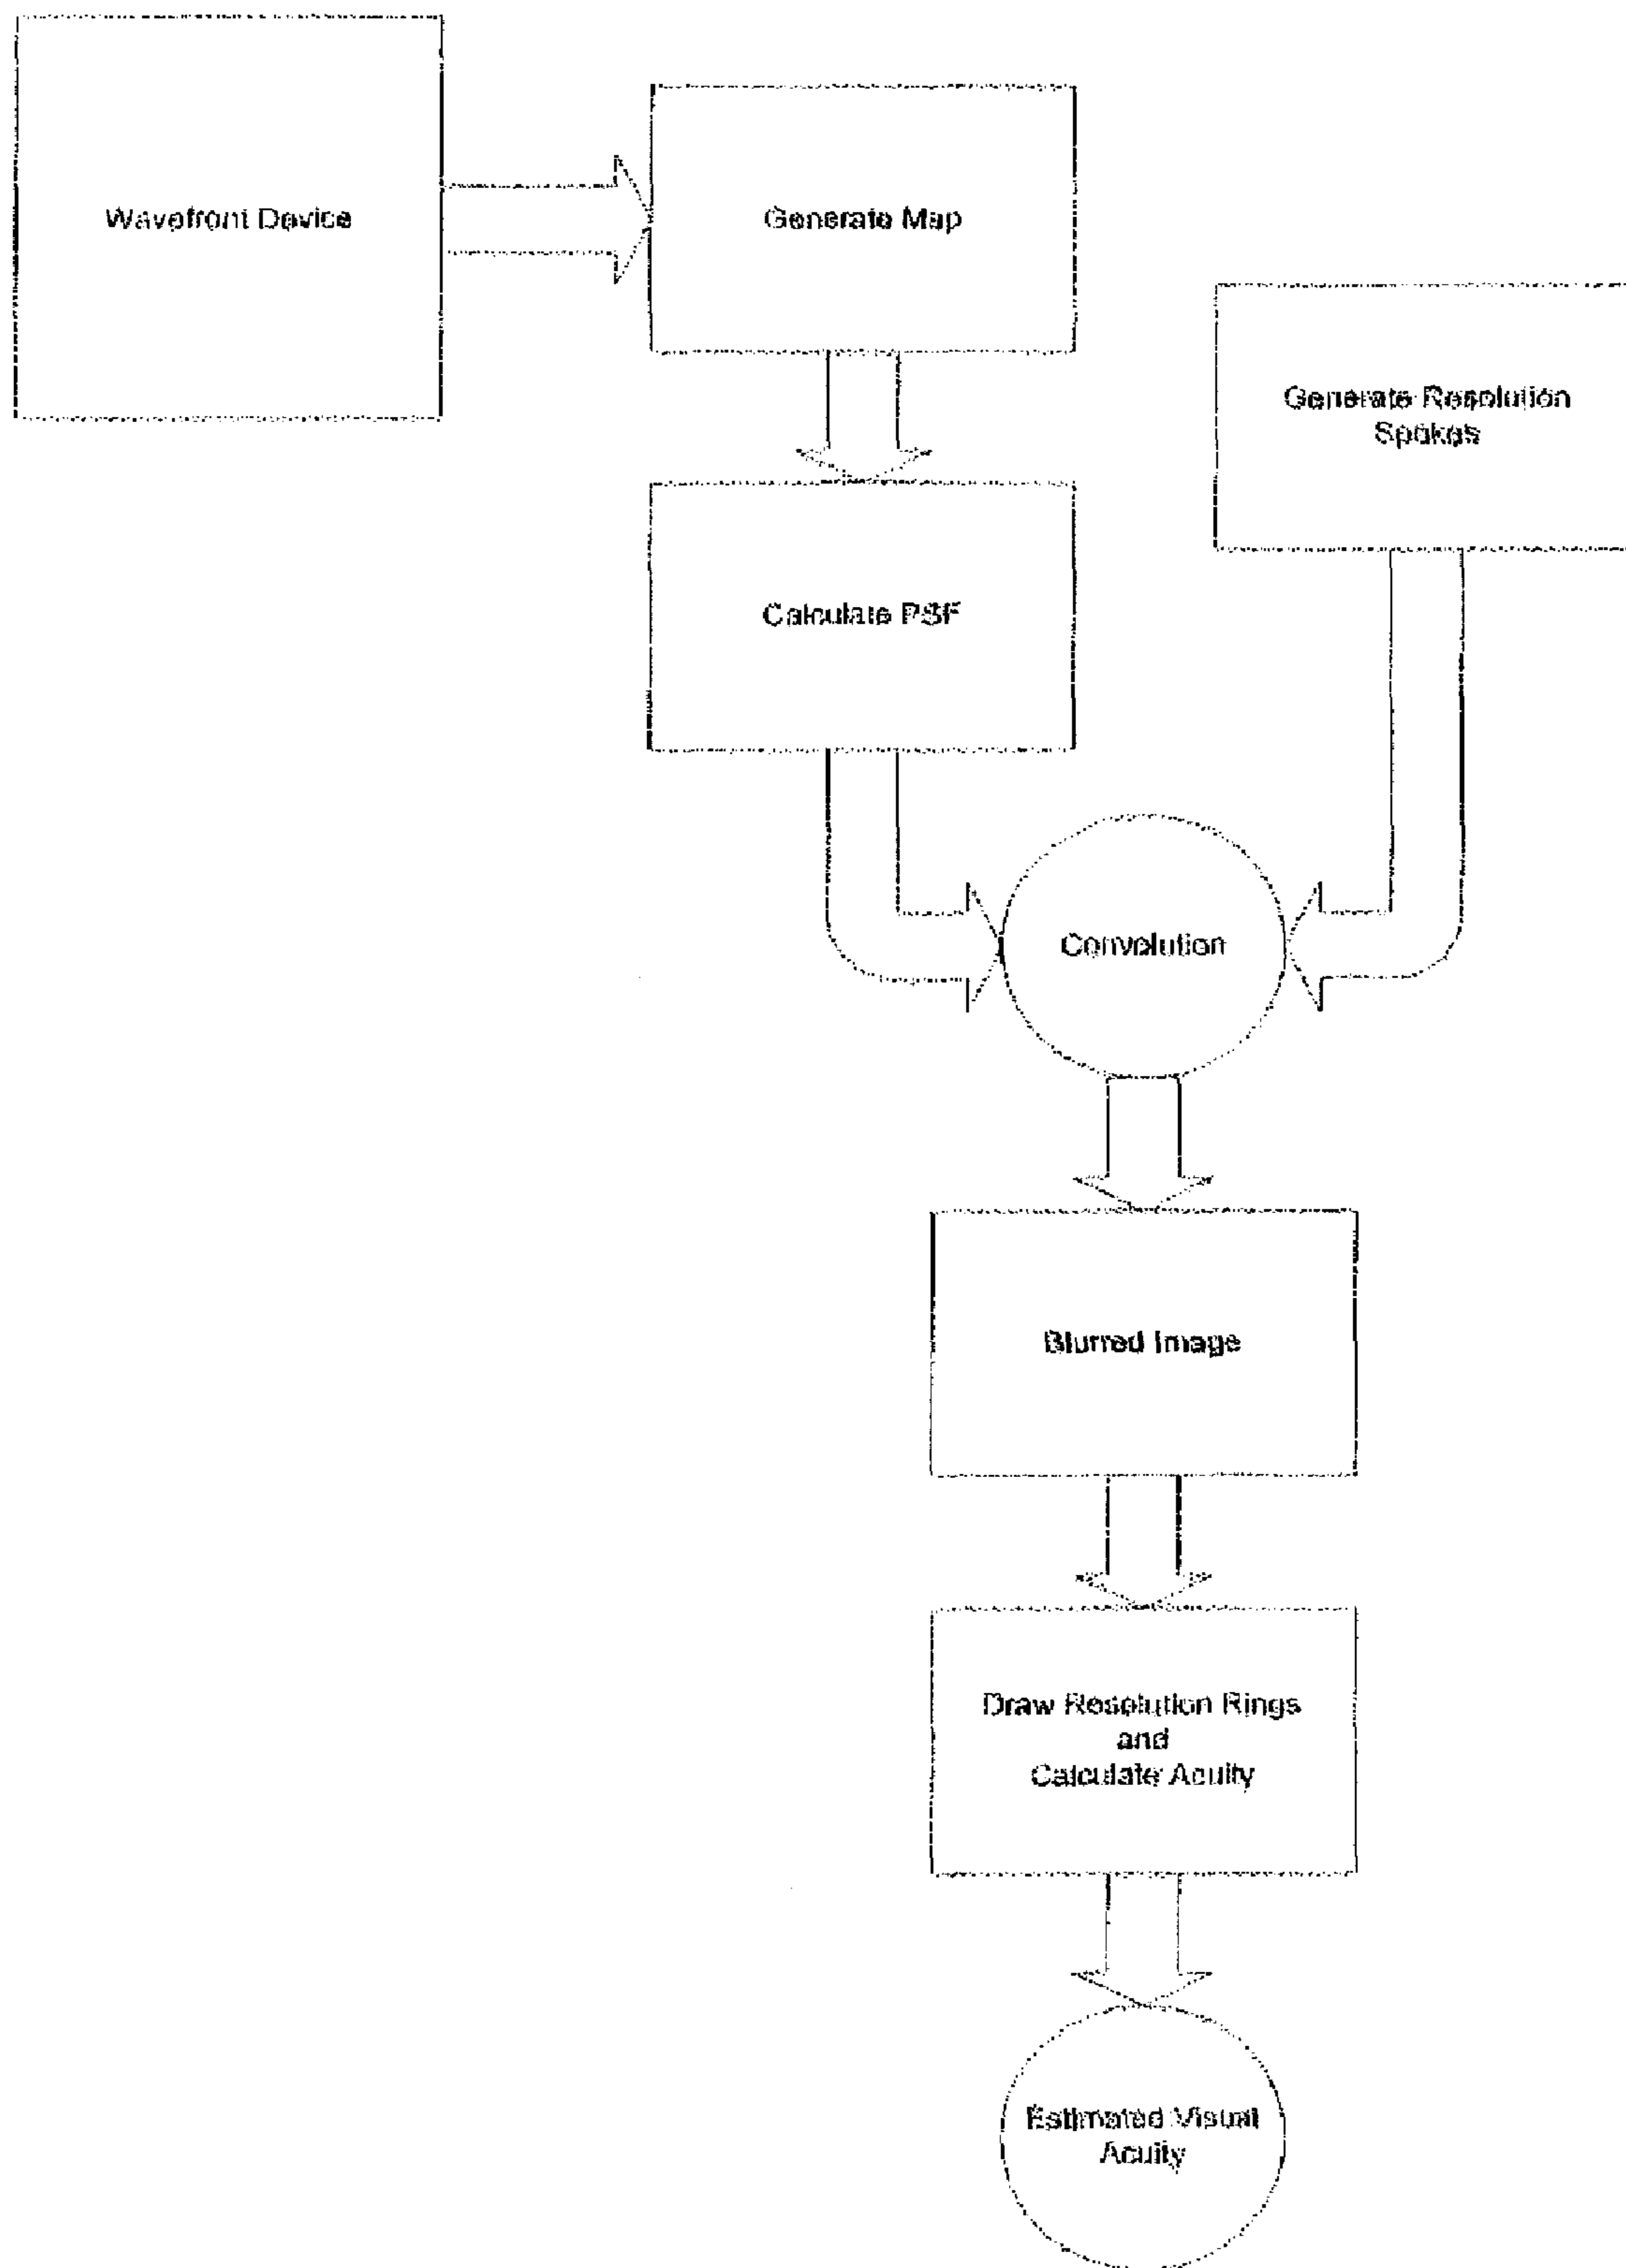 Wavefront Device
Generate Map
Generate Resolution
Spokes
Calculate PSF
Convolution
Blurred Image
Draw Resolution Rings
and
Calculate Acuity
Estimated Visual
Acuity